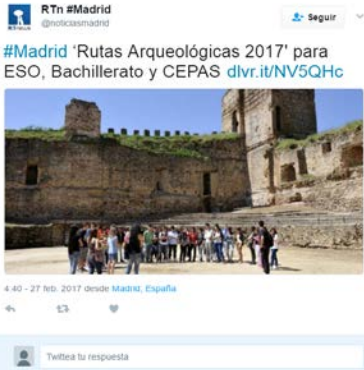 RTn #Madrid
@noticiasmadrid
Seguir
#Madrid ‘Rutas Arqueológicas 2017' para
ESO, Bachillerato y CEPAS dlvr.it/NV5QHc
4:40 - 27 feb. 2017 desde Madrid, España
Twittea tu respuesta